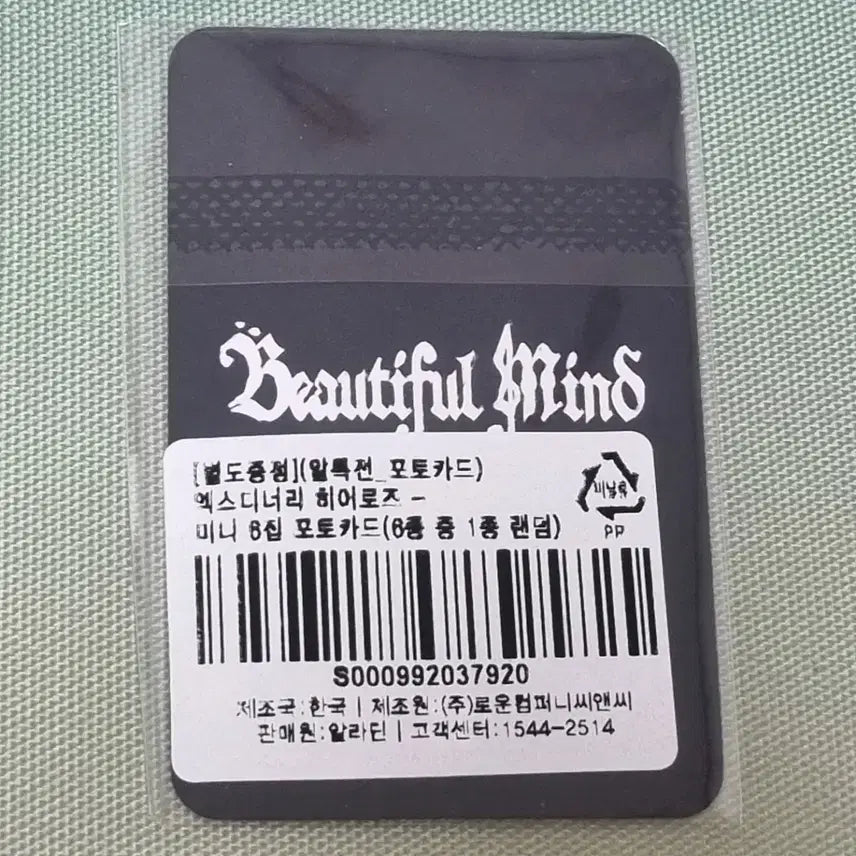 Beautiful Mind
[별도증정](알특전_포토카드)
엑스디너리 히어로즈 -
미니 6집 포토카드(6종 중 1종 랜덤)
비닐류
PP
S000992037920
제조국:한국 | 제조원:(주)로운컴퍼니씨앤씨
판매원:알라딘 | 고객센터:1544-2514